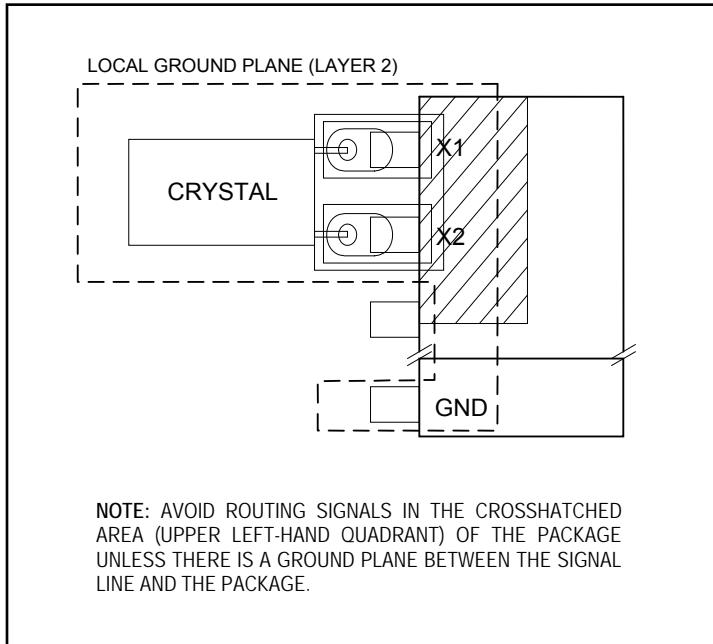 LOCAL GROUND PLANE (LAYER 2)
X1
CRYSTAL
X2
GND
NOTE: AVOID ROUTING SIGNALS IN THE CROSSHATCHED
AREA (UPPER LEFT-HAND QUADRANT) OF THE PACKAGE
UNLESS THERE IS A GROUND PLANE BETWEEN THE SIGNAL
LINE AND THE PACKAGE.